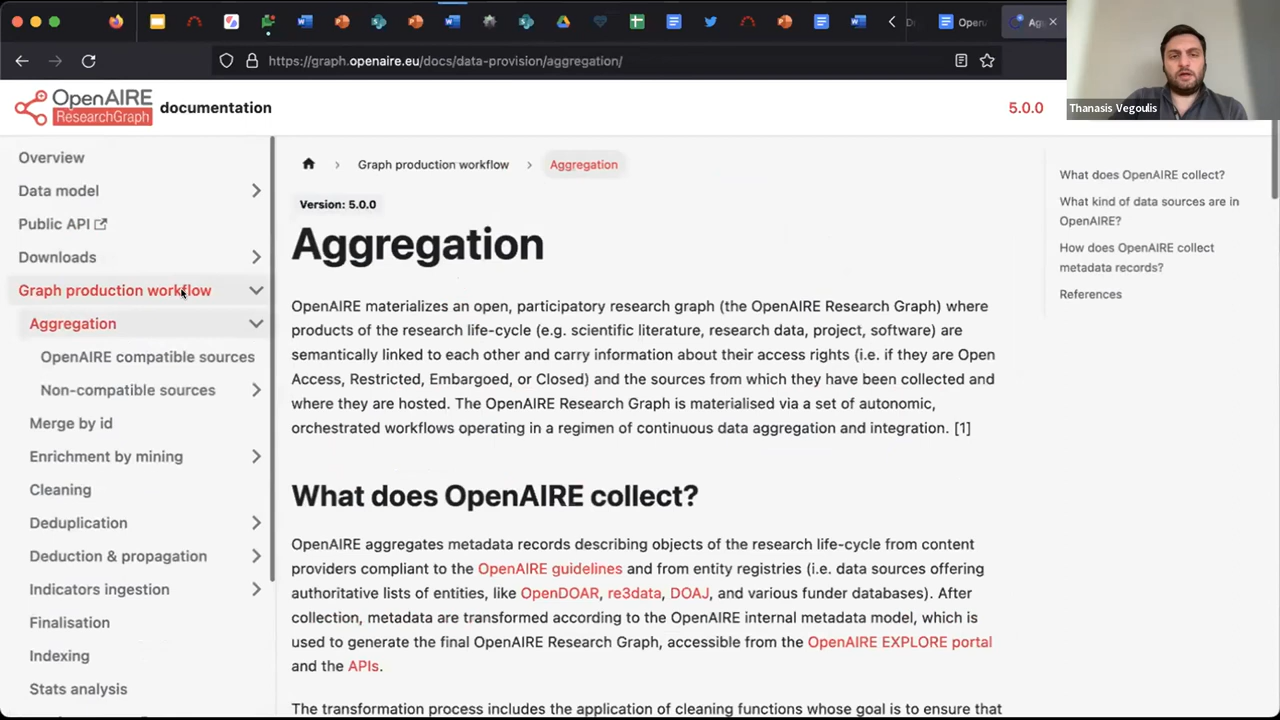 Openi
Ag
https://graph.openaire.eu/docs/data-provision/aggregation/
Thanasis Vegoulis
OpenAIRE
ResearchGraph
documentation
5.0.0
Overview
Data model
Public API
Downloads
Graph production workflow
Aggregation
OpenAIRE compatible sources
Non-compatible sources
Merge by id
Enrichment by mining
Cleaning
Deduplication
Deduction & propagation
Indicators ingestion
Finalisation
Indexing
Stats analysis
Graph production workflow
Aggregation
Version: 5.0.0
Aggregation
OpenAIRE materializes an open, participatory research graph (the OpenAIRE Research Graph) where
products of the research life-cycle (e.g. scientific literature, research data, project, software) are
semantically linked to each other and carry information about their access rights (i.e. if they are Open
Access, Restricted, Embargoed, or Closed) and the sources from which they have been collected and
where they are hosted. The OpenAIRE Research Graph is materialised via a set of autonomic,
orchestrated workflows operating in a regimen of continuous data aggregation and integration. [1]
What does OpenAIRE collect?
OpenAIRE aggregates metadata records describing objects of the research life-cycle from content
providers compliant to the OpenAIRE guidelines and from entity registries (i.e. data sources offering
authoritative lists of entities, like OpenDOAR, re3data, DOAJ, and various funder databases). After
collection, metadata are transformed according to the OpenAIRE internal metadata model, which is
used to generate the final OpenAIRE Research Graph, accessible from the OpenAIRE EXPLORE portal
and the APIs.
The transformation process includes the application of cleaning functions whose goal is to ensure that
What does OpenAIRE collect?
What kind of data sources are in
OpenAIRE?
How does OpenAIRE collect
metadata records?
References